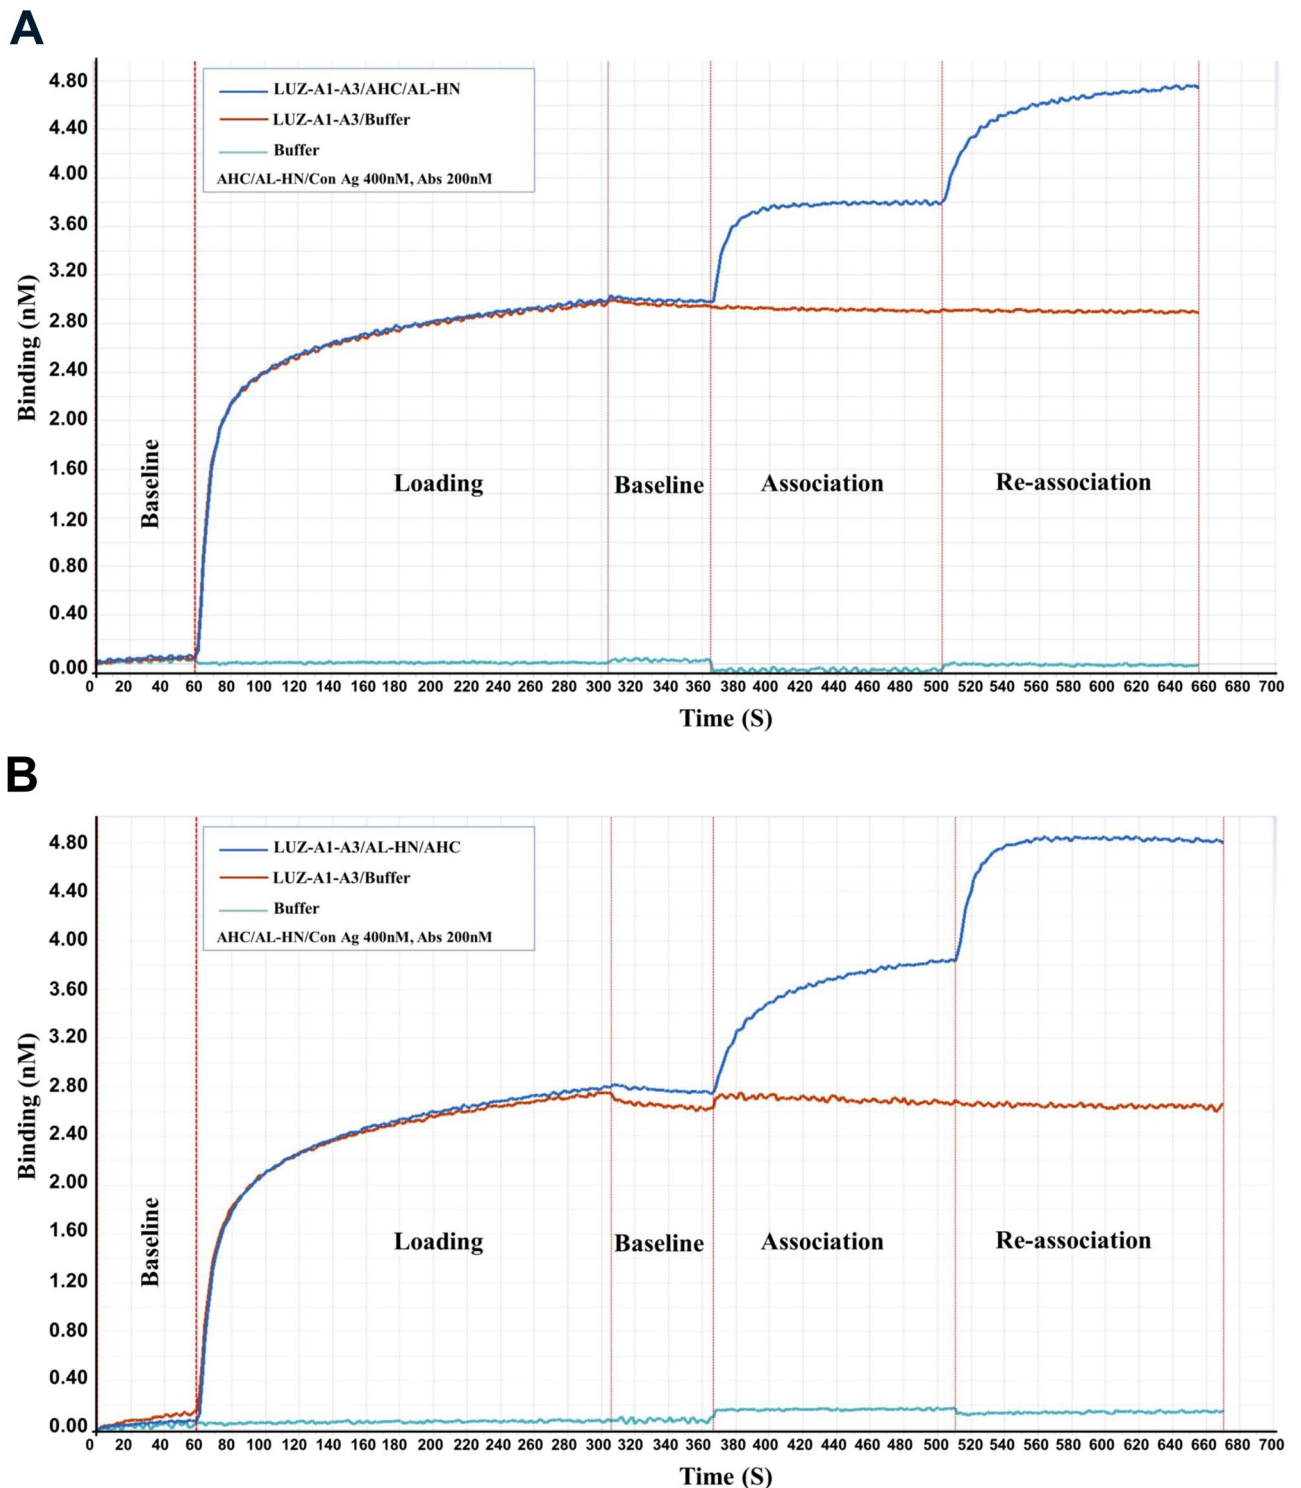 A
4.80
4.40
4.00
3.60
3.20
2.80
2.40
2.00
1.60
1.20
0.80
0.40
0.00
Binding (nM)
LUZ-A1-A3/AHC/AL-HN
LUZ-A1-A3/Buffer
Buffer
AHC/AL-HN/Con Ag 400nM, Abs 200nM
Baseline
Loading
Baseline
Association
Re-association
0 20 40 60 80 100 120 140 160 180 200 220 240 260 280 300 320 340 360 380 400 420 440 460 480 500 520 540 560 580 600 620 640 660 680 700
Time (S)
B
4.80
4.40
4.00
3.60
3.20
2.80
2.40
2.00
1.60
1.20
0.80
0.40
0.00
Binding (nM)
LUZ-A1-A3/AL-HN/AHC
LUZ-A1-A3/Buffer
Buffer
AHC/AL-HN/Con Ag 400nM, Abs 200nM
Baseline
Loading
Baseline
Association
Re-association
0 20 40 60 80 100 120 140 160 180 200 220 240 260 280 300 320 340 360 380 400 420 440 460 480 500 520 540 560 580 600 620 640 660 680 700
Time (S)